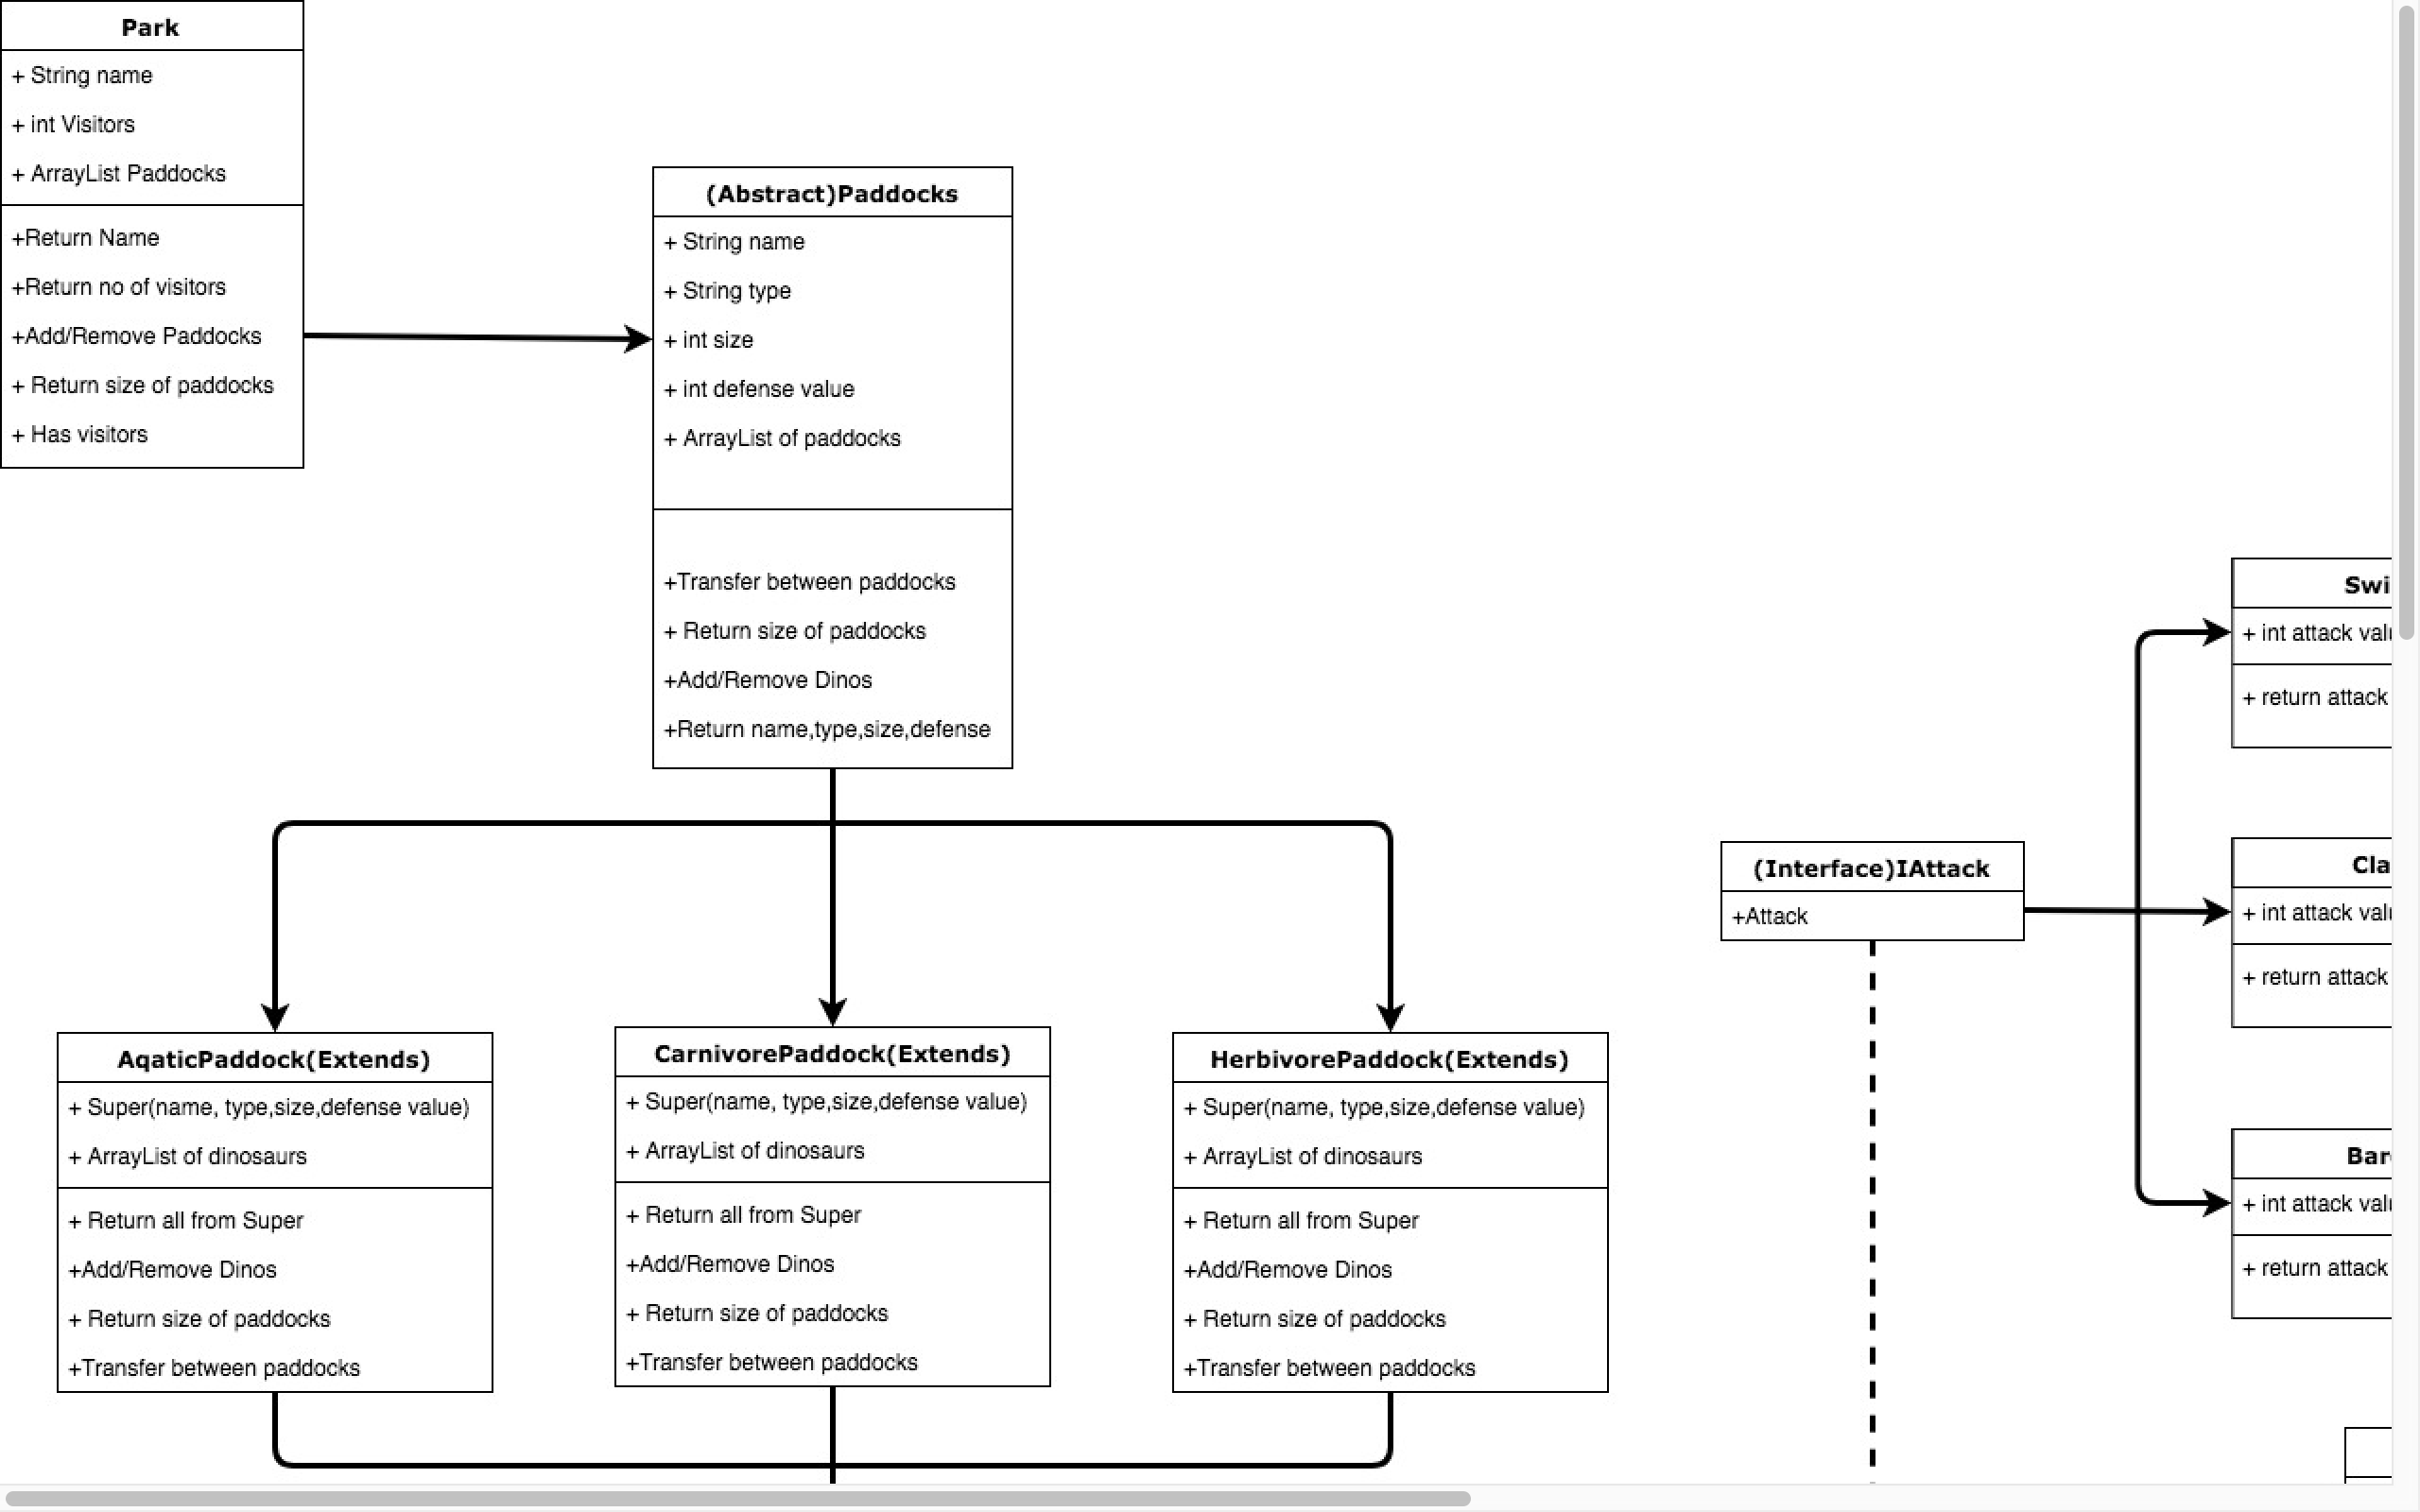 Park
+ String name
+ int Visitors
+ ArrayList Paddocks
+Return Name
+Return no of visitors
+Add/Remove Paddocks
+ Return size of paddocks
+ Has visitors
(Abstract)Paddocks
+ String name
+ String type
+ int size
+ int defense value
+ ArrayList of paddocks
+Transfer between paddocks
+ Return size of paddocks
+Add/Remove Dinos
+Return name,type,size,defense
AqaticPaddock(Extends)
+ Super(name, type,size,defense value)
+ ArrayList of dinosaurs
+ Return all from Super
+Add/Remove Dinos
+ Return size of paddocks
+Transfer between paddocks
CarnivorePaddock(Extends)
+ Super(name, type,size,defense value)
+ ArrayList of dinosaurs
+ Return all from Super
+Add/Remove Dinos
+ Return size of paddocks
+Transfer between paddocks
HerbivorePaddock(Extends)
+ Super(name, type,size,defense value)
+ ArrayList of dinosaurs
+ Return all from Super
+Add/Remove Dinos
+ Return size of paddocks
+Transfer between paddocks
(Interface)IAttack
+Attack
+ int attack
+ return attack
+ int attack
+ return attack
+ int attack
+ return attack